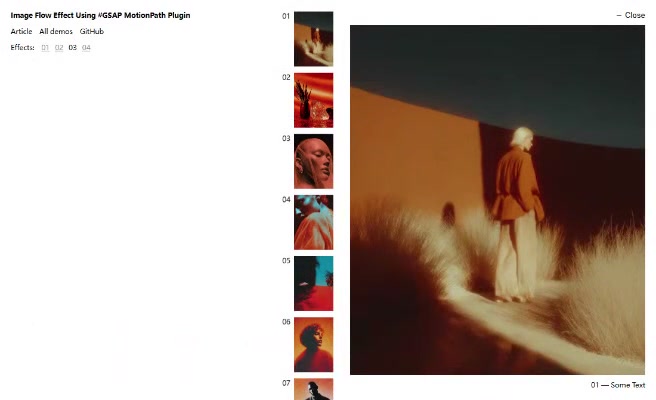 Image Flow Effect Using #GSAP MotionPath Plugin
Article All demos GitHub
Effects: 01 02 03 04
01
02
03
04
05
06
07
— Close
01 — Some Text